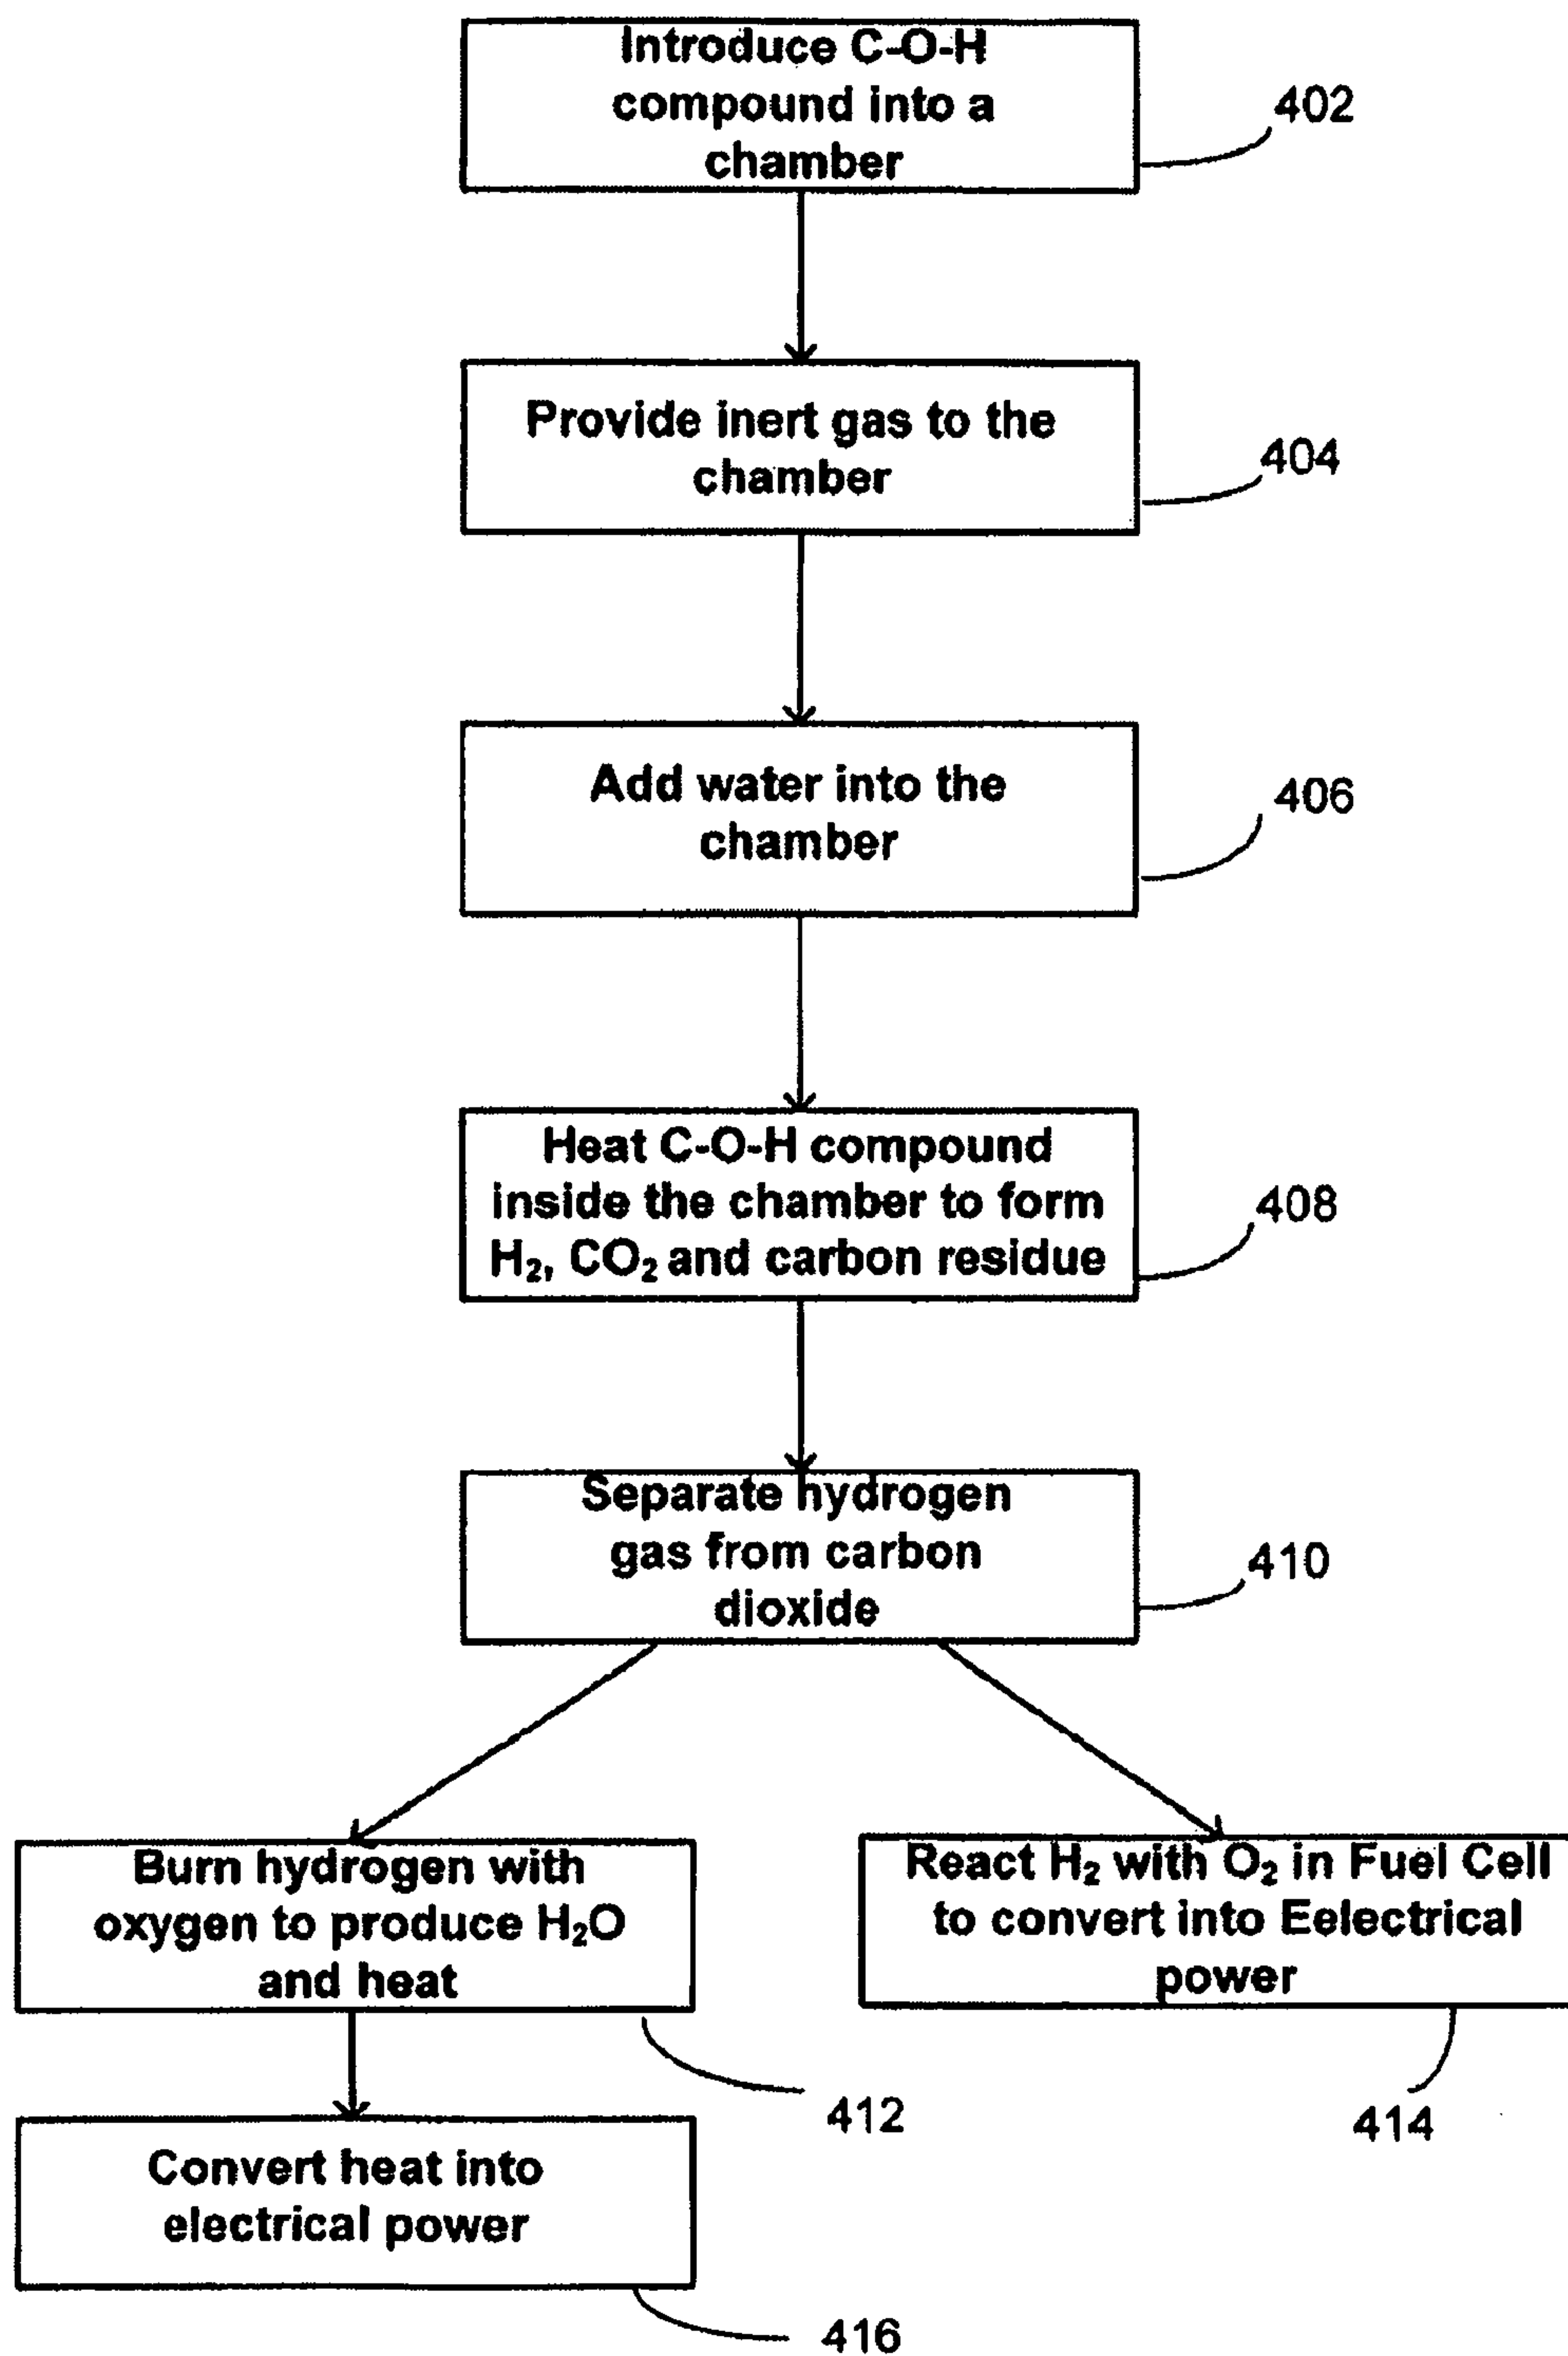 Introduce C-O-H
compound into a
chamber
402
Provide inert gas to the
chamber
404
Add water into the
chamber
406
Heat C-O-H compound
inside the chamber to form
H₂, CO₂ and carbon residue
408
Separate hydrogen
gas from carbon
dioxide
410
Burn hydrogen with
oxygen to produce H₂O
and heat
412
React H₂ with O₂ in Fuel Cell
to convert into Eelectrical
power
414
Convert heat into
electrical power
416